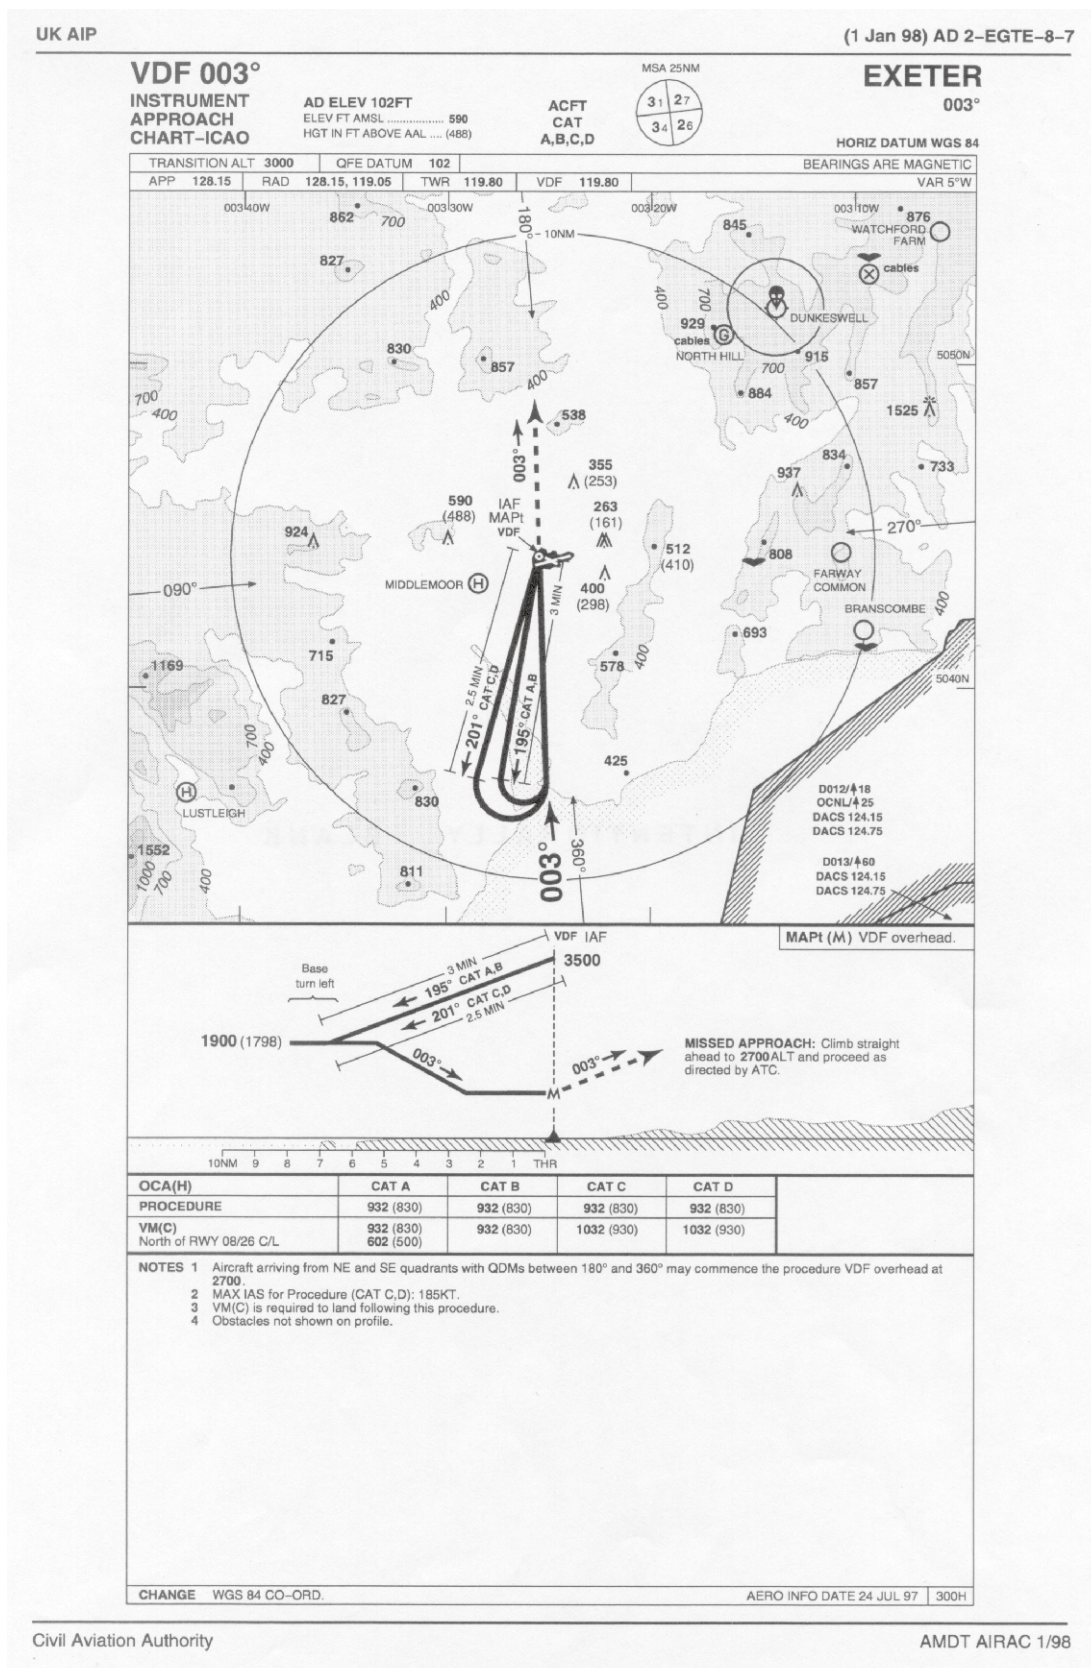 UK AIP
(1 Jan 98) AD 2–EGTE–8–7
VDF 003°
INSTRUMENT
APPROACH
CHART–ICAO
AD ELEV 102FT
ELEV FT AMSL .................. 590
HGT IN FT ABOVE AAL .... (488)
ACFT
CAT
A,B,C,D
MSA 25NM
31 27
34 26
EXETER
003°
HORIZ DATUM WGS 84
TRANSITION ALT 3000 QFE DATUM 102 BEARINGS ARE MAGNETIC
APP 128.15 RAD 128.15, 119.05 TWR 119.80 VDF 119.80 VAR 5°W
003 40W
003 30W
003 20W
003 10W
862
700
180°
10NM
845
876
WATCHFORD
FARM
827
cables
400
400
700
DUNKESWELL
929
cables
G
NORTH HILL
915
5050N
830
857
400
700
857
884
700
400
400
1525
538
003°
834
355
(253)
937
733
590
(488)
IAF
MAPt
VDF
263
(161)
924
270°
512
(410)
808
MIDDLEMOOR H
FARWAY
COMMON
090°
400
(298)
3 MIN
BRANSCOMBE
400
693
715
578
400
1169
2.5 MIN
201° CAT C,D
195° CAT A,B
5040N
827
700
400
425
H
LUSTLEIGH
830
D012/18
OCNL/25
DACS 124.15
DACS 124.75
1552
1000
700
400
811
003°
360°
D013/60
DACS 124.15
DACS 124.75
VDF IAF
MAPt (M) VDF overhead.
3500
Base
turn left
3 MIN
195° CAT A,B
201° CAT C,D
2.5 MIN
1900 (1798)
003°
003°
M
MISSED APPROACH: Climb straight
ahead to 2700 ALT and proceed as
directed by ATC.
10NM 9 8 7 6 5 4 3 2 1 THR
OCA(H) CAT A CAT B CAT C CAT D
PROCEDURE 932 (830) 932 (830) 932 (830) 932 (830)
VM(C) 932 (830) 932 (830) 1032 (930) 1032 (930)
North of RWY 08/26 C/L 602 (500)
NOTES 1 Aircraft arriving from NE and SE quadrants with QDMs between 180° and 360° may commence the procedure VDF overhead at
2700.
2 MAX IAS for Procedure (CAT C,D): 185KT.
3 VM(C) is required to land following this procedure.
4 Obstacles not shown on profile.
CHANGE WGS 84 CO–ORD.
AERO INFO DATE 24 JUL 97 300H
Civil Aviation Authority
AMDT AIRAC 1/98